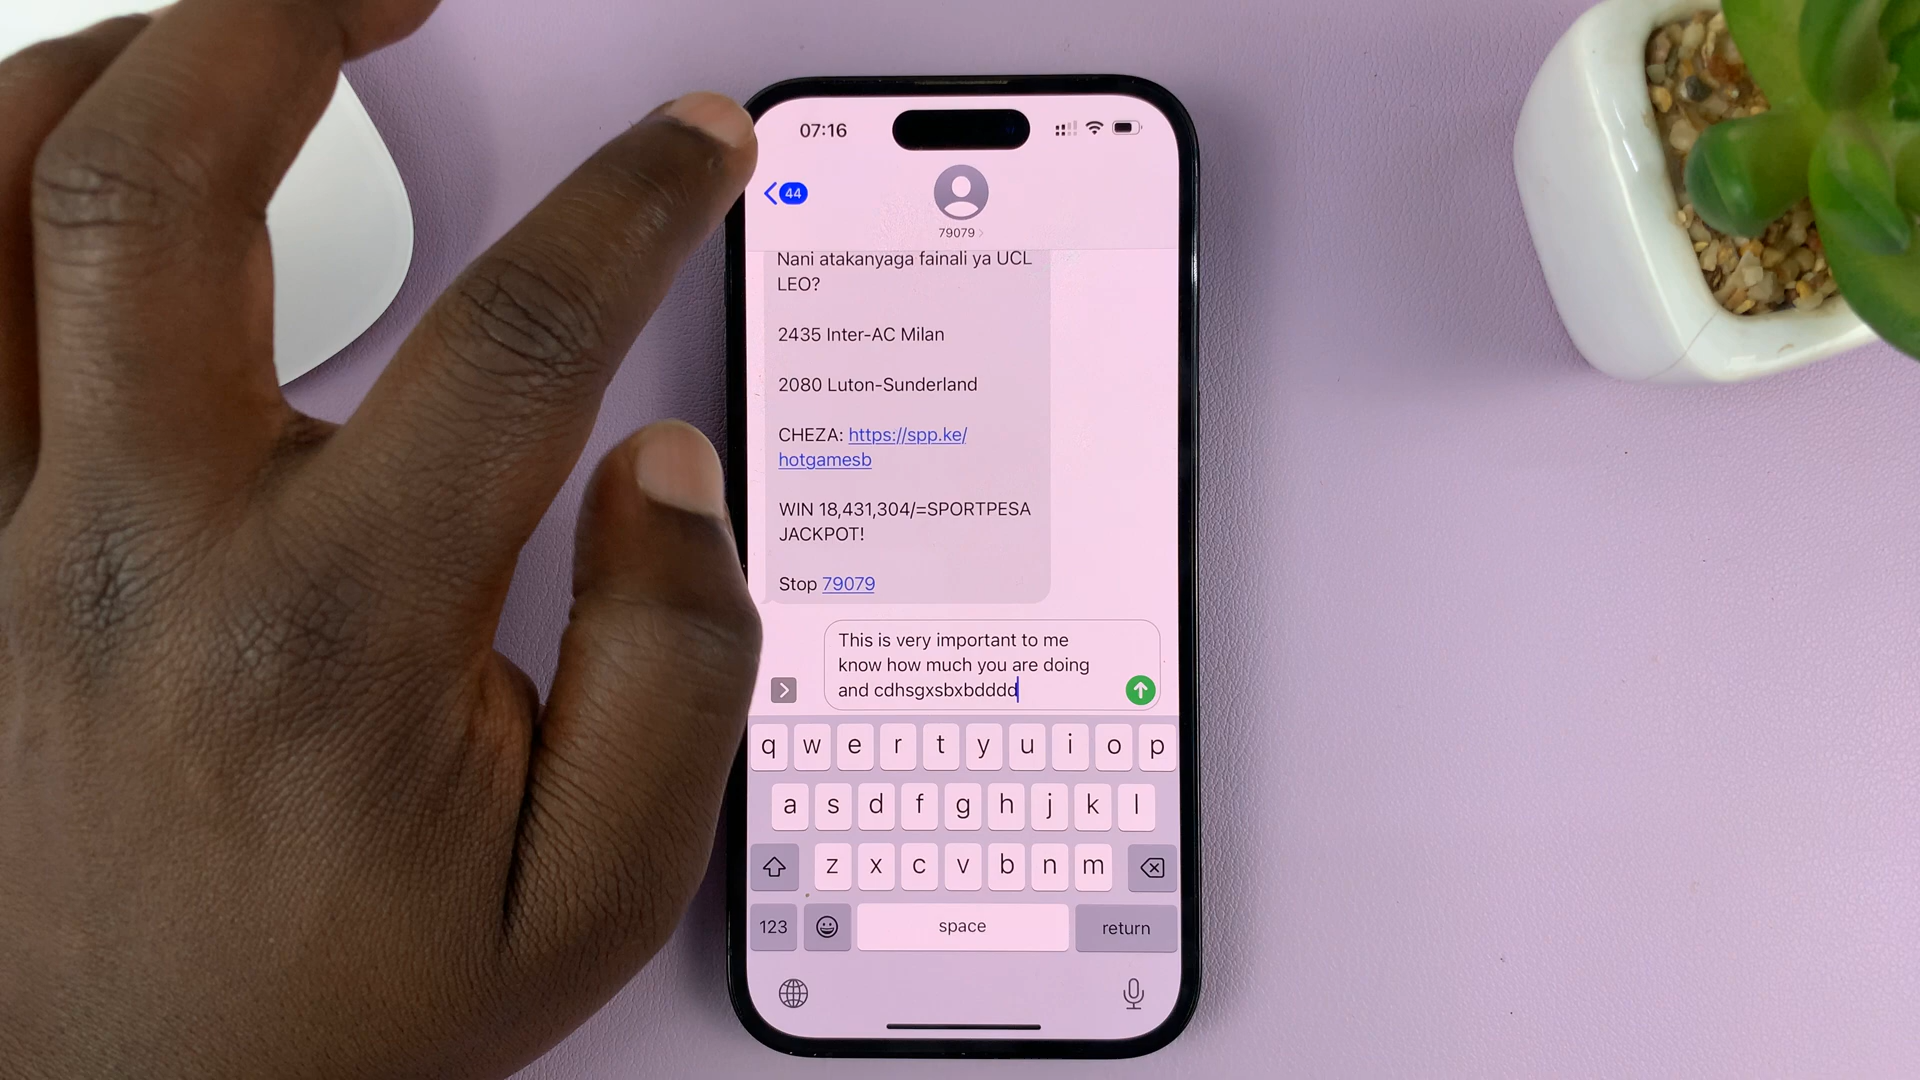 07:16
44
79079
Nani atakanyaga fainali ya UCL
LEO?
2435 Inter-AC Milan
2080 Luton-Sunderland
CHEZA: https://spp.ke/
hotgamesb
WIN 18,431,304/=SPORTPESA
JACKPOT!
Stop 79079
This is very important to me
know how much you are doing
and cdhsgxsbxbdddd
q w e r t y u i o p
a s d f g h j k l
z x c v b n m
123 space return